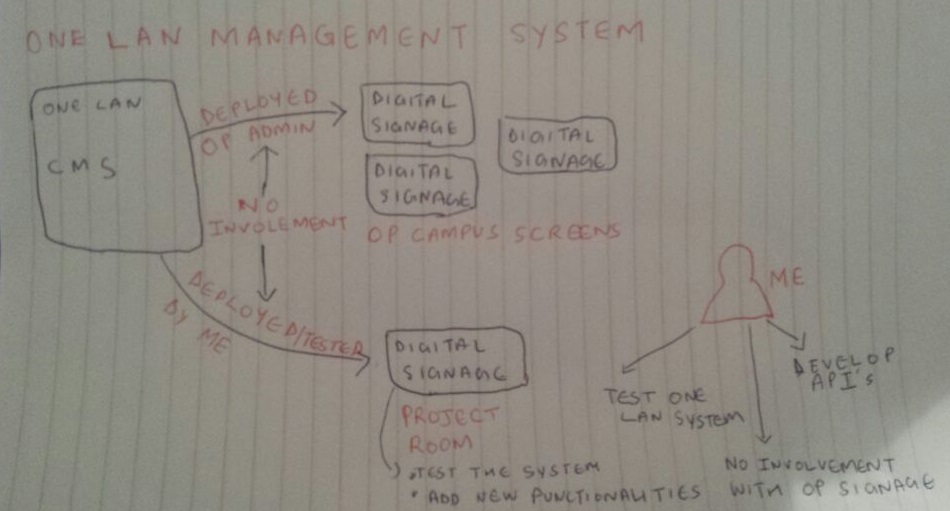 ONE LAN MANAGEMENT SYSTEM
ONE LAN
CMS
DEPLOYED
OP ADMIN
NO
INVOLEMENT
DIGITAL
SIGNAGE
DIGITAL
SIGNAGE
DIGITAL
SIGNAGE
OP CAMPUS SCREENS
DEPLOYED/TESTER
BY ME
DIGITAL
SIGNAGE
PROJECT
ROOM
• TEST THE SYSTEM
• ADD NEW FUNCTIONALITIES
ME
TEST ONE
LAN SYSTEM
NO INVOLVEMENT
WITH OP SIGNAGE
DEVELOP
API's